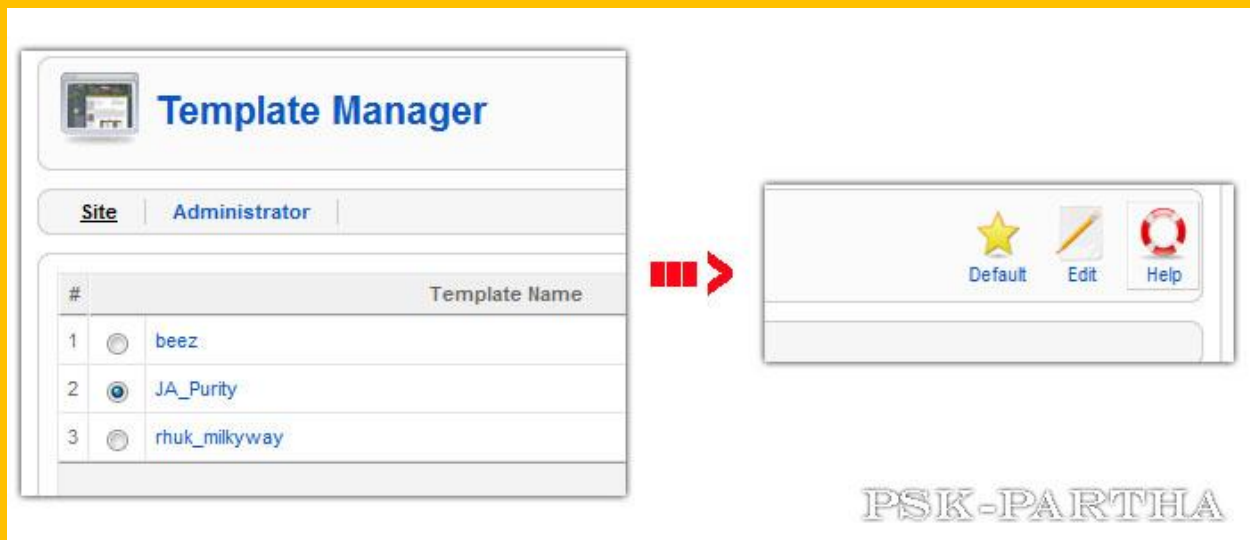 Template Manager
Site Administrator
# Template Name
1 beez
2 JA_Purity
3 rhuk_milkyway
Default Edit Help
PSK-PARTHA